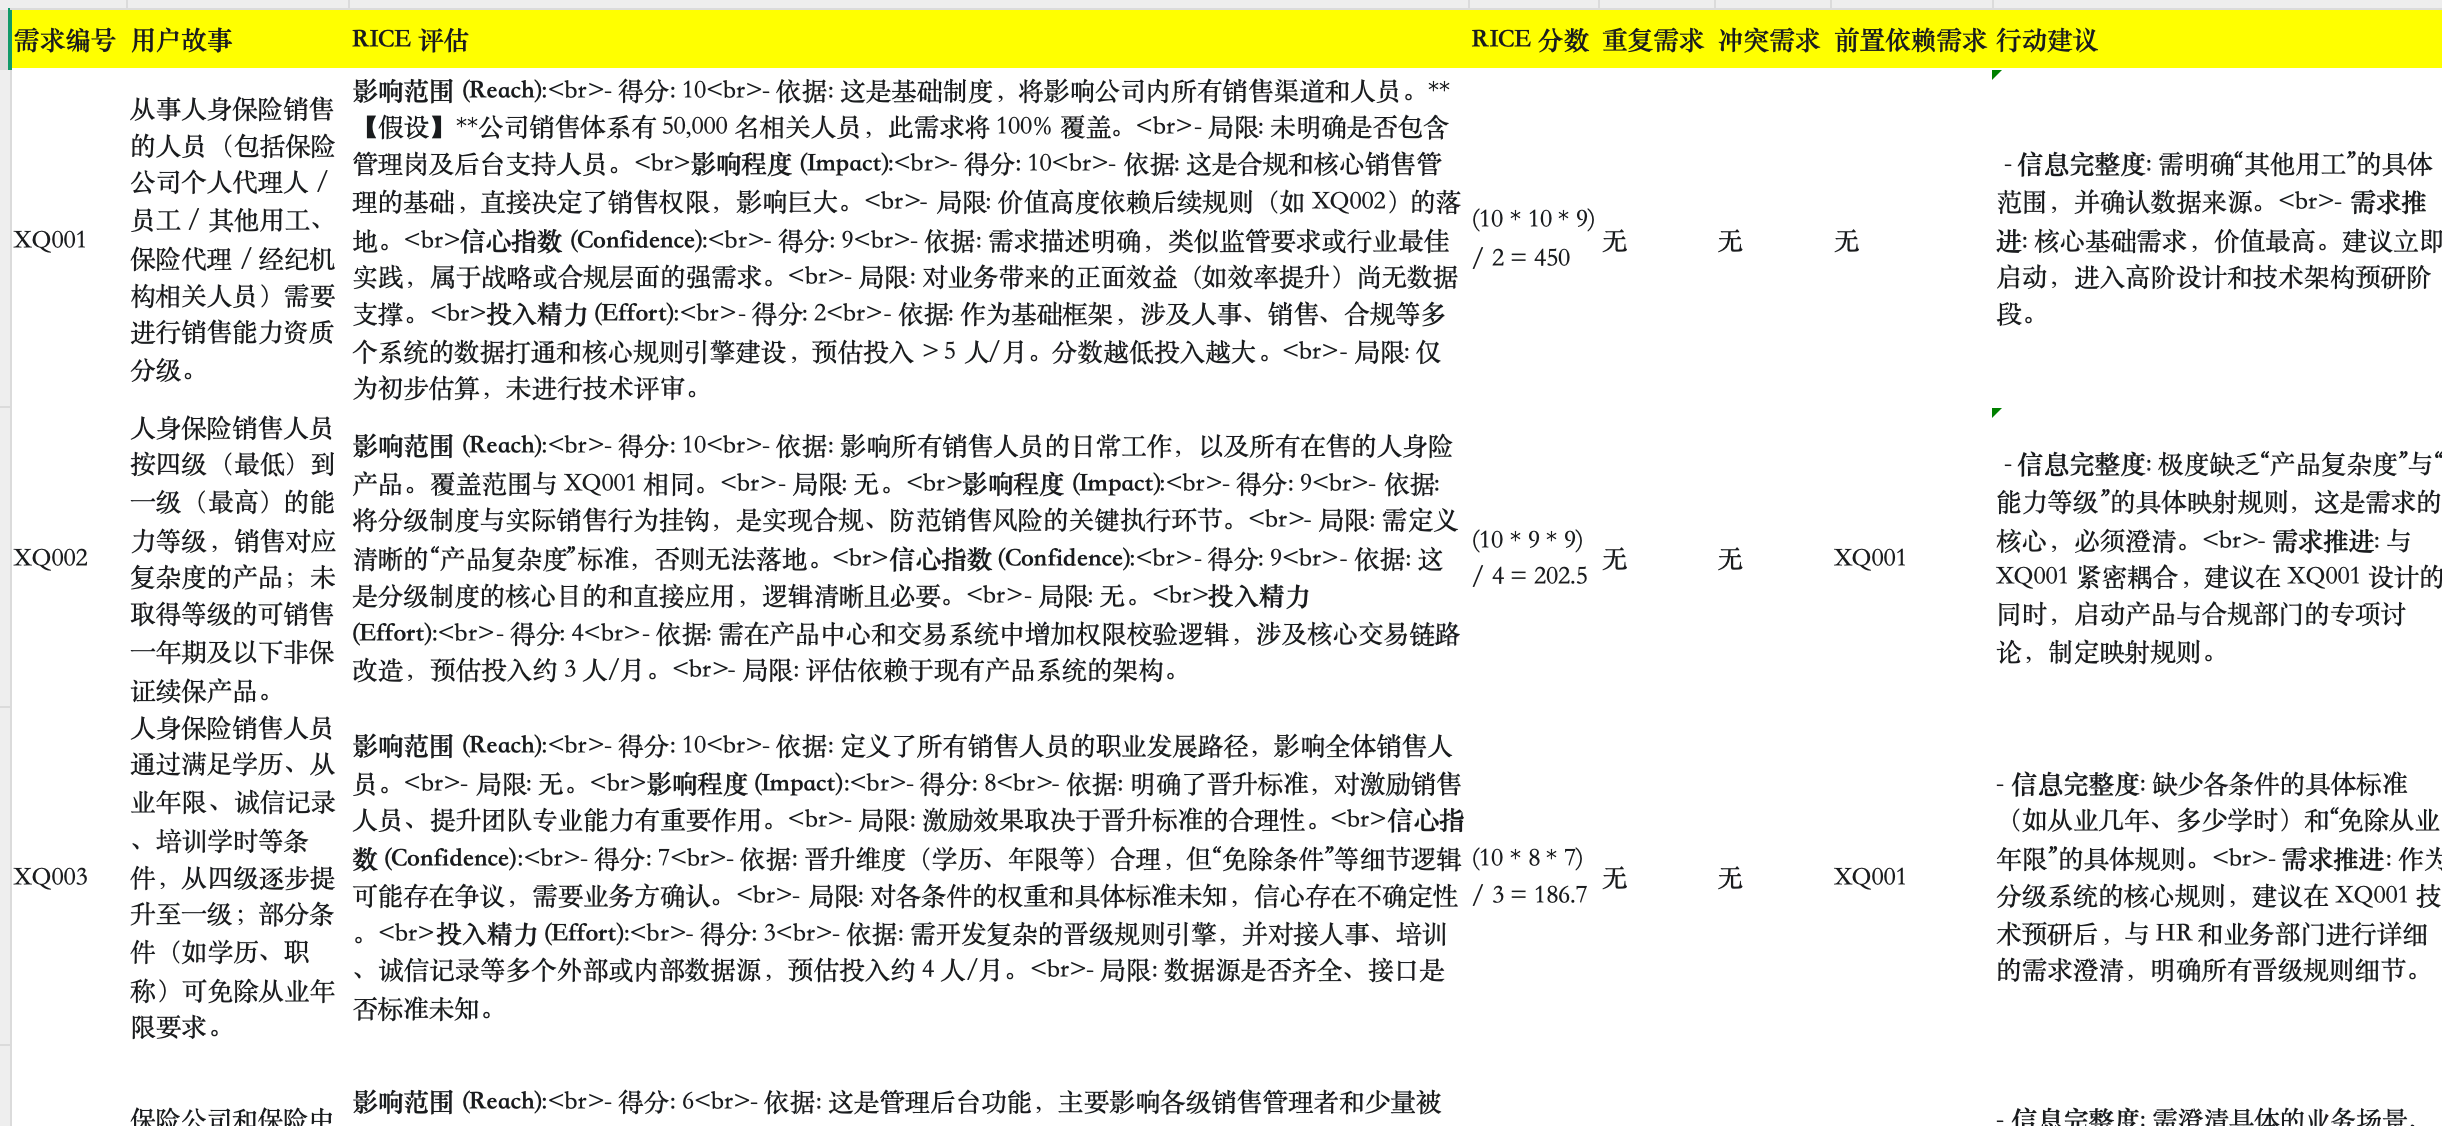 需求编号 用户故事 RICE 评估 RICE 分数 重复需求 冲突需求 前置依赖需求 行动建议
XQ001
从事人身保险销售
的人员（包括保险
公司个人代理人 /
员工 / 其他用工、
保险代理 / 经纪机
构相关人员）需要
进行销售能力资质
分级。
影响范围 (Reach):<br>- 得分: 10<br>- 依据: 这是基础制度，将影响公司内所有销售渠道和人员。**
【假设】**公司销售体系有 50,000 名相关人员，此需求将 100% 覆盖。<br>- 局限: 未明确是否包含
管理岗及后台支持人员。<br>影响程度 (Impact):<br>- 得分: 10<br>- 依据: 这是合规和核心销售管
理的基础，直接决定了销售权限，影响巨大。<br>- 局限: 价值高度依赖后续规则（如 XQ002）的落
地。<br>信心指数 (Confidence):<br>- 得分: 9<br>- 依据: 需求描述明确，类似监管要求或行业最佳
实践，属于战略或合规层面的强需求。<br>- 局限: 对业务带来的正面效益（如效率提升）尚无数据
支撑。<br>投入精力 (Effort):<br>- 得分: 2<br>- 依据: 作为基础框架，涉及人事、销售、合规等多
个系统的数据打通和核心规则引擎建设，预估投入 > 5 人/月。分数越低投入越大。<br>- 局限: 仅
为初步估算，未进行技术评审。
(10 * 10 * 9)
/ 2 = 450
无
无
无
- 信息完整度: 需明确“其他用工”的具体
范围，并确认数据来源。<br>- 需求推
进: 核心基础需求，价值最高。建议立即
启动，进入高阶设计和技术架构预研阶
段。
XQ002
人身保险销售人员
按四级（最低）到
一级（最高）的能
力等级，销售对应
复杂度的产品；未
取得等级的可销售
一年期及以下非保
证续保产品。
影响范围 (Reach):<br>- 得分: 10<br>- 依据: 影响所有销售人员的日常工作，以及所有在售的人身险
产品。覆盖范围与 XQ001 相同。<br>- 局限: 无。<br>影响程度 (Impact):<br>- 得分: 9<br>- 依据:
将分级制度与实际销售行为挂钩，是实现合规、防范销售风险的关键执行环节。<br>- 局限: 需定义
清晰的“产品复杂度”标准，否则无法落地。<br>信心指数 (Confidence):<br>- 得分: 9<br>- 依据: 这
是分级制度的核心目的和直接应用，逻辑清晰且必要。<br>- 局限: 无。<br>投入精力
(Effort):<br>- 得分: 4<br>- 依据: 需在产品中心和交易系统中增加权限校验逻辑，涉及核心交易链路
改造，预估投入约 3 人/月。<br>- 局限: 评估依赖于现有产品系统的架构。
(10 * 9 * 9)
/ 4 = 202.5
无
无
XQ001
- 信息完整度: 极度缺乏“产品复杂度”与“
能力等级”的具体映射规则，这是需求的
核心，必须澄清。<br>- 需求推进: 与
XQ001 紧密耦合，建议在 XQ001 设计的
同时，启动产品与合规部门的专项讨
论，制定映射规则。
XQ003
人身保险销售人员
通过满足学历、从
业年限、诚信记录
、培训学时等条
件，从四级逐步提
升至一级；部分条
件（如学历、职
称）可免除从业年
限要求。
影响范围 (Reach):<br>- 得分: 10<br>- 依据: 定义了所有销售人员的职业发展路径，影响全体销售人
员。<br>- 局限: 无。<br>影响程度 (Impact):<br>- 得分: 8<br>- 依据: 明确了晋升标准，对激励销售
人员、提升团队专业能力有重要作用。<br>- 局限: 激励效果取决于晋升标准的合理性。<br>信心指
数 (Confidence):<br>- 得分: 7<br>- 依据: 晋升维度（学历、年限等）合理，但“免除条件”等细节逻辑
可能存在争议，需要业务方确认。<br>- 局限: 对各条件的权重和具体标准未知，信心存在不确定性
。<br>投入精力 (Effort):<br>- 得分: 3<br>- 依据: 需开发复杂的晋级规则引擎，并对接人事、培训
、诚信记录等多个外部或内部数据源，预估投入约 4 人/月。<br>- 局限: 数据源是否齐全、接口是
否标准未知。
(10 * 8 * 7)
/ 3 = 186.7
无
无
XQ001
- 信息完整度: 缺少各条件的具体标准
（如从业几年、多少学时）和“免除从业
年限”的具体规则。<br>- 需求推进: 作为
分级系统的核心规则，建议在 XQ001 技
术预研后，与 HR 和业务部门进行详细
的需求澄清，明确所有晋级规则细节。
保险公司和保险中
影响范围 (Reach):<br>- 得分: 6<br>- 依据: 这是管理后台功能，主要影响各级销售管理者和少量被
- 信息完整度: 需澄清具体的业务场景，